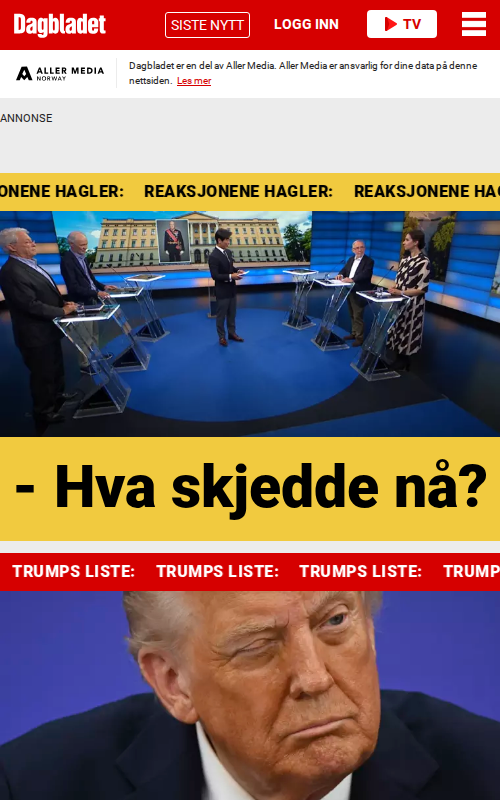 Dagbladet
SISTE NYTT
LOGG INN
TV
ALLER MEDIA
NORWAY
Dagbladet er en del av Aller Media. Aller Media er ansvarlig for dine data på denne
nettsiden. Les mer
ANNONSE
ONENE HAGLER: REAKSJONENE HAGLER: REAKSJONENE HAG
- Hva skjedde nå?
TRUMPS LISTE: TRUMPS LISTE: TRUMPS LISTE: TRUMP